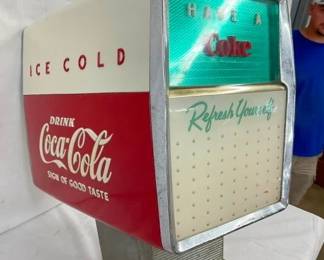 ICE COLD
DRINK
Coca-Cola
SIGN OF GOOD TASTE
HAVE A
Coke
Refresh Yourself